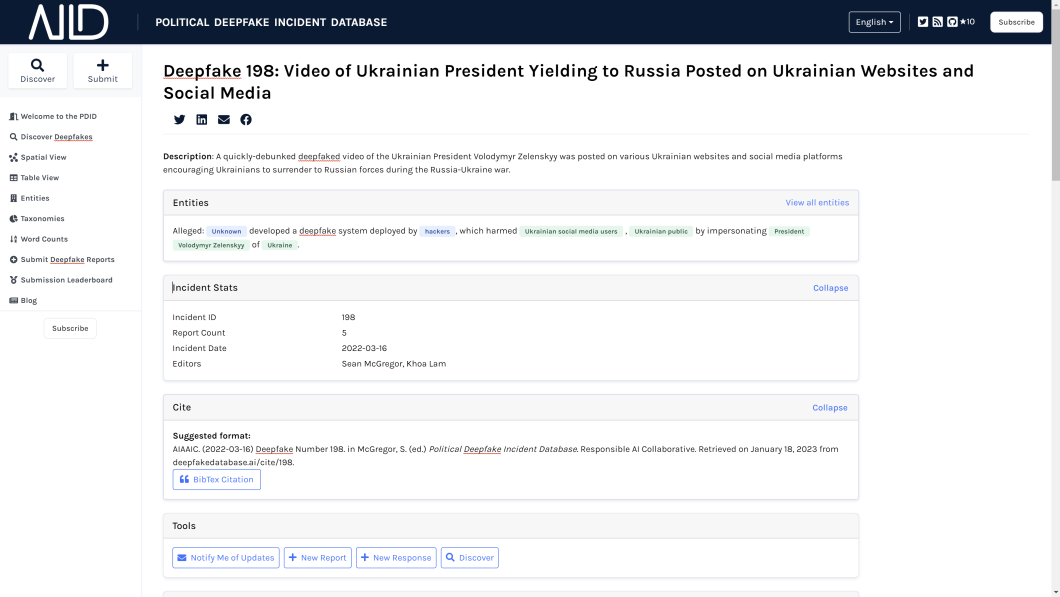 AIID
POLITICAL DEEPFAKE INCIDENT DATABASE
English
10
Subscribe
Discover
Submit
Welcome to the PDID
Discover Deepfakes
Spatial View
Table View
Entities
Taxonomies
Word Counts
Submit Deepfake Reports
Submission Leaderboard
Blog
Subscribe
Deepfake 198: Video of Ukrainian President Yielding to Russia Posted on Ukrainian Websites and
Social Media
Description: A quickly-debunked deepfaked video of the Ukrainian President Volodymyr Zelenskyy was posted on various Ukrainian websites and social media platforms
encouraging Ukrainians to surrender to Russian forces during the Russia-Ukraine war.
Entities
View all entities
Alleged: Unknown developed a deepfake system deployed by hackers, which harmed Ukrainian social media users , Ukrainian public by impersonating President
Volodymyr Zelenskyy of Ukraine.
Incident Stats
Collapse
Incident ID 198
Report Count 5
Incident Date 2022-03-16
Editors Sean McGregor, Khoa Lam
Cite
Collapse
Suggested format:
AIAAIC. (2022-03-16) Deepfake Number 198. in McGregor, S. (ed.) Political Deepfake Incident Database. Responsible AI Collaborative. Retrieved on January 18, 2023 from
deepfakedatabase.ai/cite/198.
BibTex Citation
Tools
Notify Me of Updates
New Report
New Response
Discover